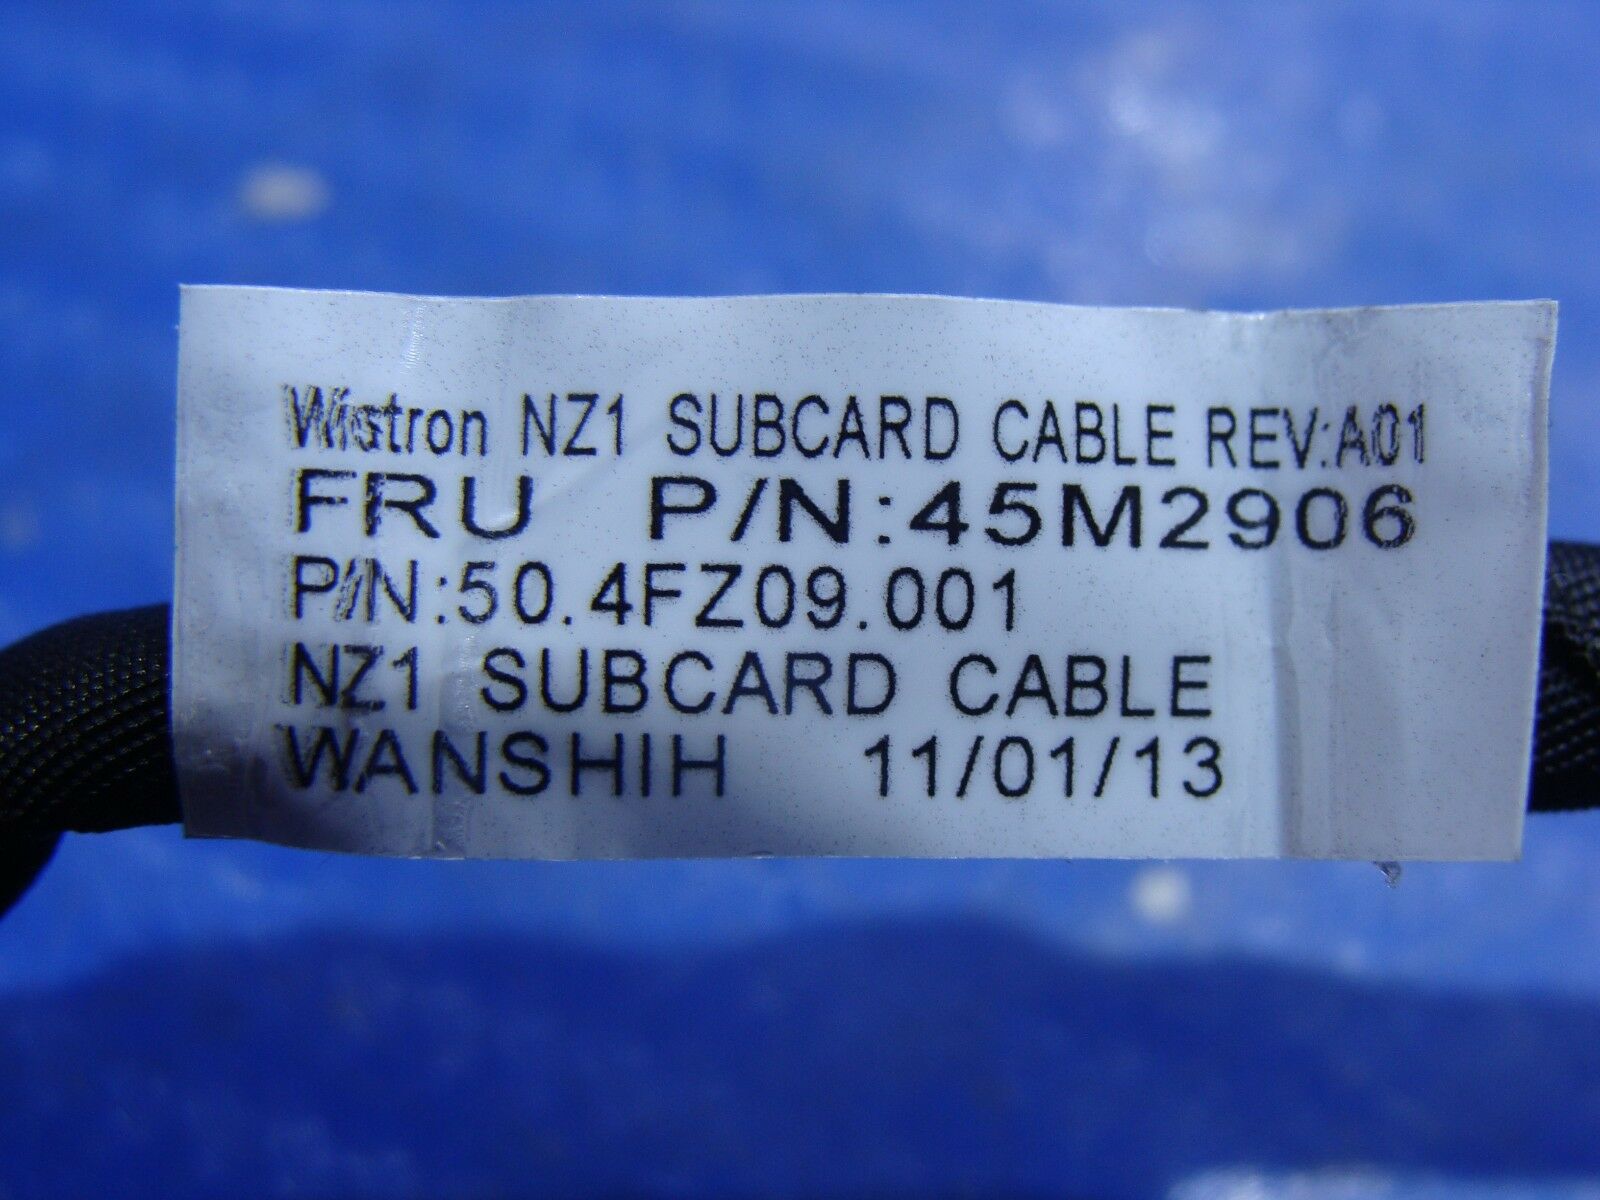 Wistron NZ1 SUBCARD CABLE REV:A01
FRU P/N:45M2906
P/N:50.4FZ09.001
NZ1 SUBCARD CABLE
WANSHIH 11/01/13